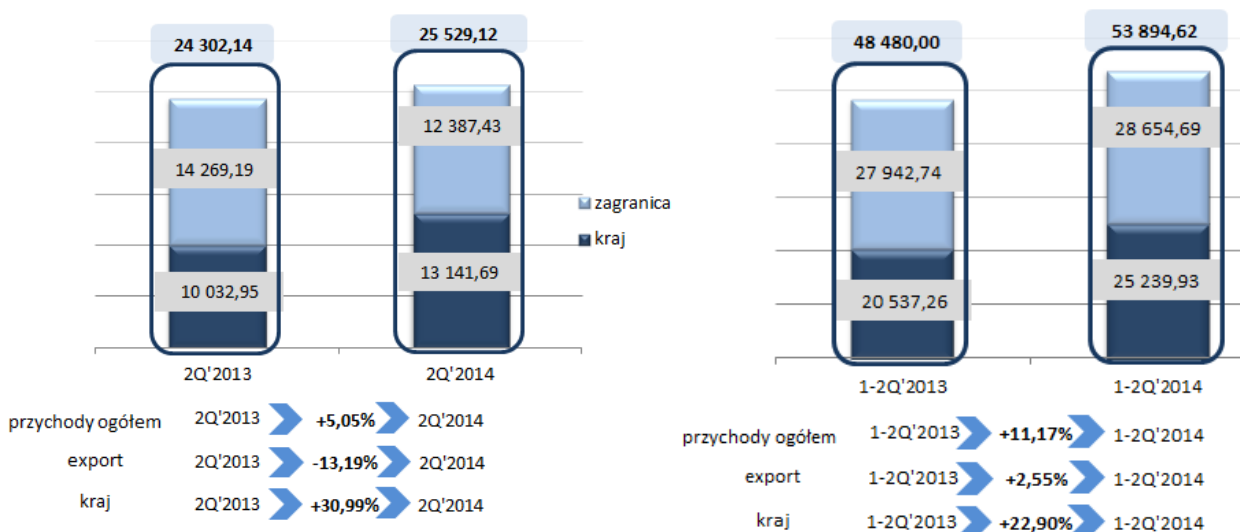 24 302,14
25 529,12
14 269,19
12 387,43
10 032,95
13 141,69
2Q'2013
2Q'2014
zagranica
kraj
przychody ogółem 2Q'2013 +5,05% 2Q'2014
export 2Q'2013 -13,19% 2Q'2014
kraj 2Q'2013 +30,99% 2Q'2014
48 480,00
53 894,62
27 942,74
28 654,69
20 537,26
25 239,93
1-2Q'2013
1-2Q'2014
przychody ogółem 1-2Q'2013 +11,17% 1-2Q'2014
export 1-2Q'2013 +2,55% 1-2Q'2014
kraj 1-2Q'2013 +22,90% 1-2Q'2014